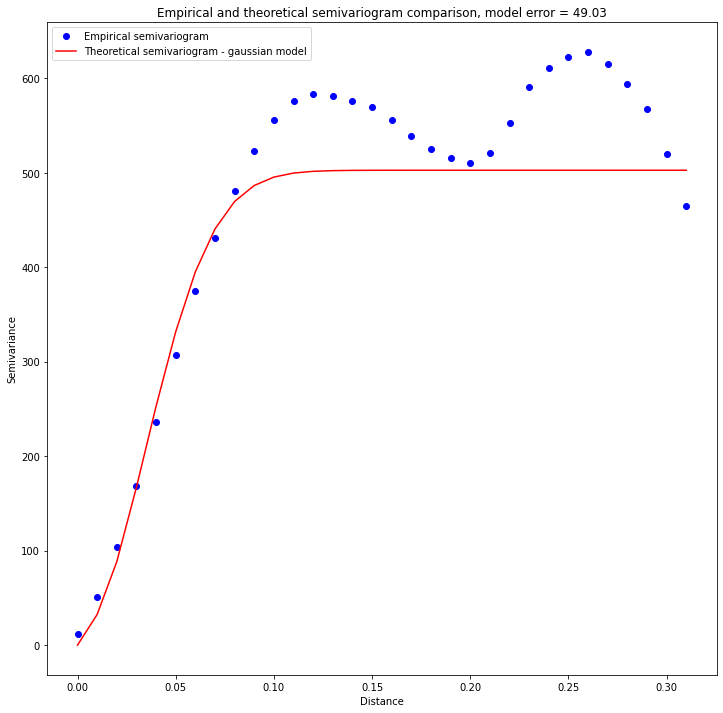 Empirical and theoretical semivariogram comparison, model error = 49.03
Empirical semivariogram
Theoretical semivariogram - gaussian model
600
500
400
300
200
100
0
Semivariance
0.00 0.05 0.10 0.15 0.20 0.25 0.30
Distance